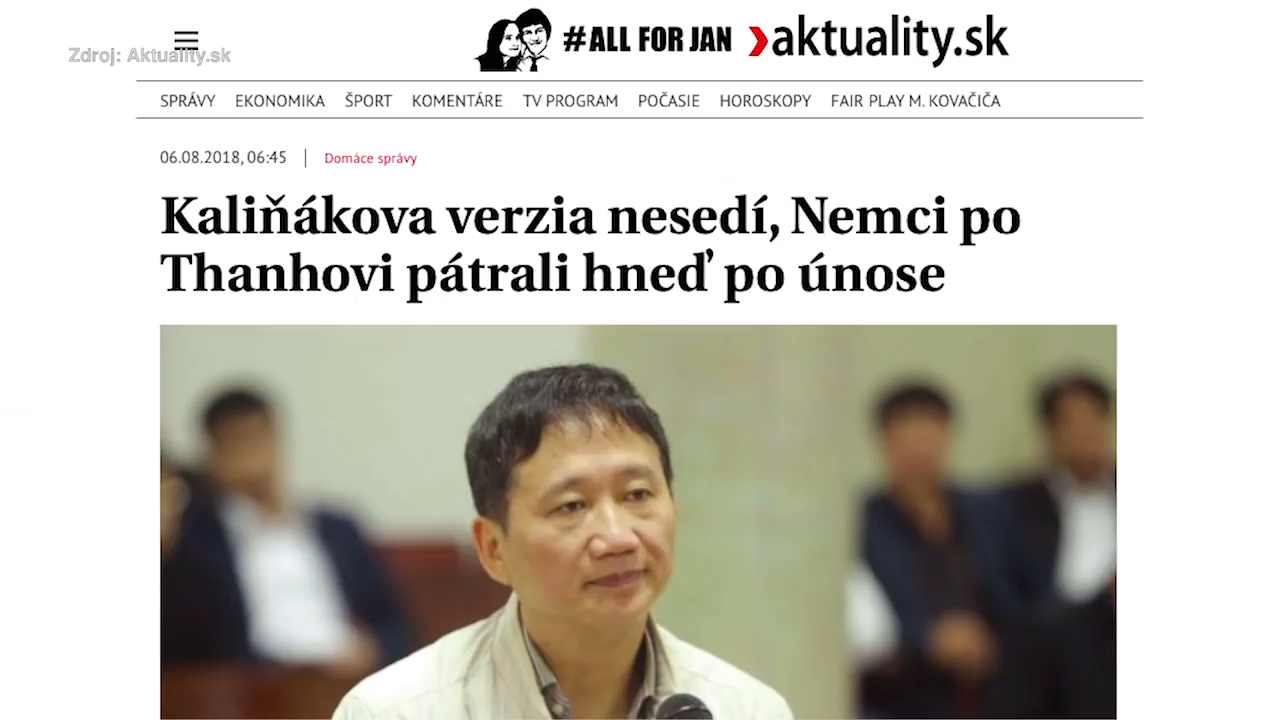 Zdroj: Aktuality.sk
#ALL FOR JAN aktuality.sk
SPRÁVY EKONOMIKA ŠPORT KOMENTÁRE TV PROGRAM POČASIE HOROSKOPY FAIR PLAY M. KOVAČIČA
06.08.2018, 06:45 | Domáce správy
Kaliňákova verzia nesedí, Nemci po
Thanhovi pátrali hneď po únose